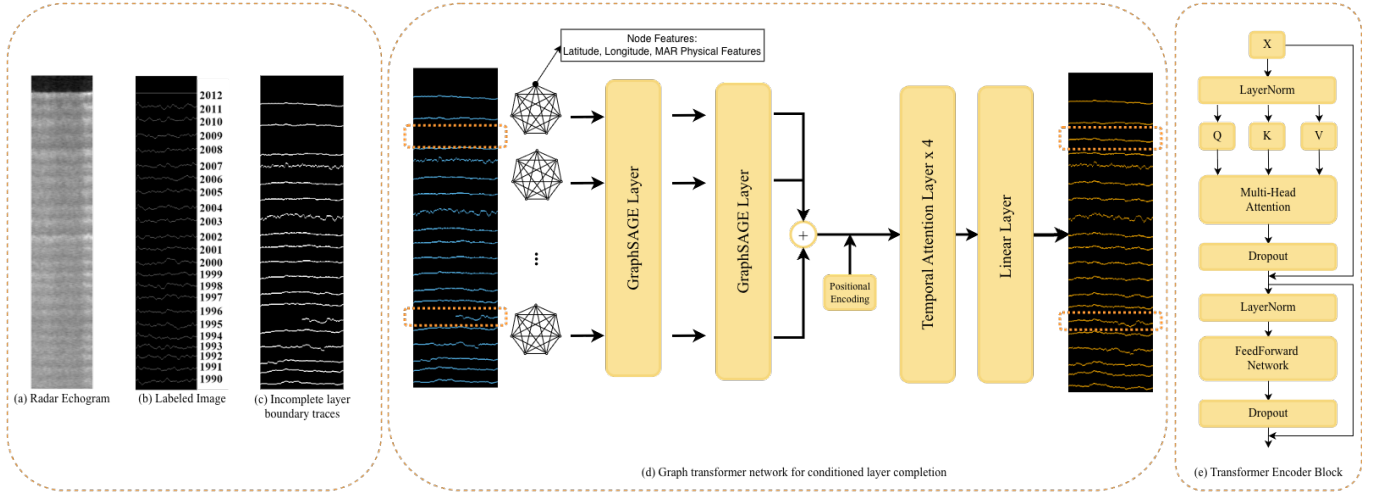 2012
2011
2010
2009
2008
2007
2006
2005
2004
2003
2002
2001
2000
1999
1998
1997
1996
1995
1994
1993
1992
1991
1990
(a) Radar Echogram
(b) Labeled Image
(c) Incomplete layer
boundary traces
Node Features:
Latitude, Longitude, MAR Physical Features
...
GraphSAGE Layer
GraphSAGE Layer
+
Positional
Encoding
Temporal Attention Layer x 4
Linear Layer
(d) Graph transformer network for conditioned layer completion
X
LayerNorm
Q
K
V
Multi-Head
Attention
Dropout
LayerNorm
FeedForward
Network
Dropout
(e) Transformer Encoder Block